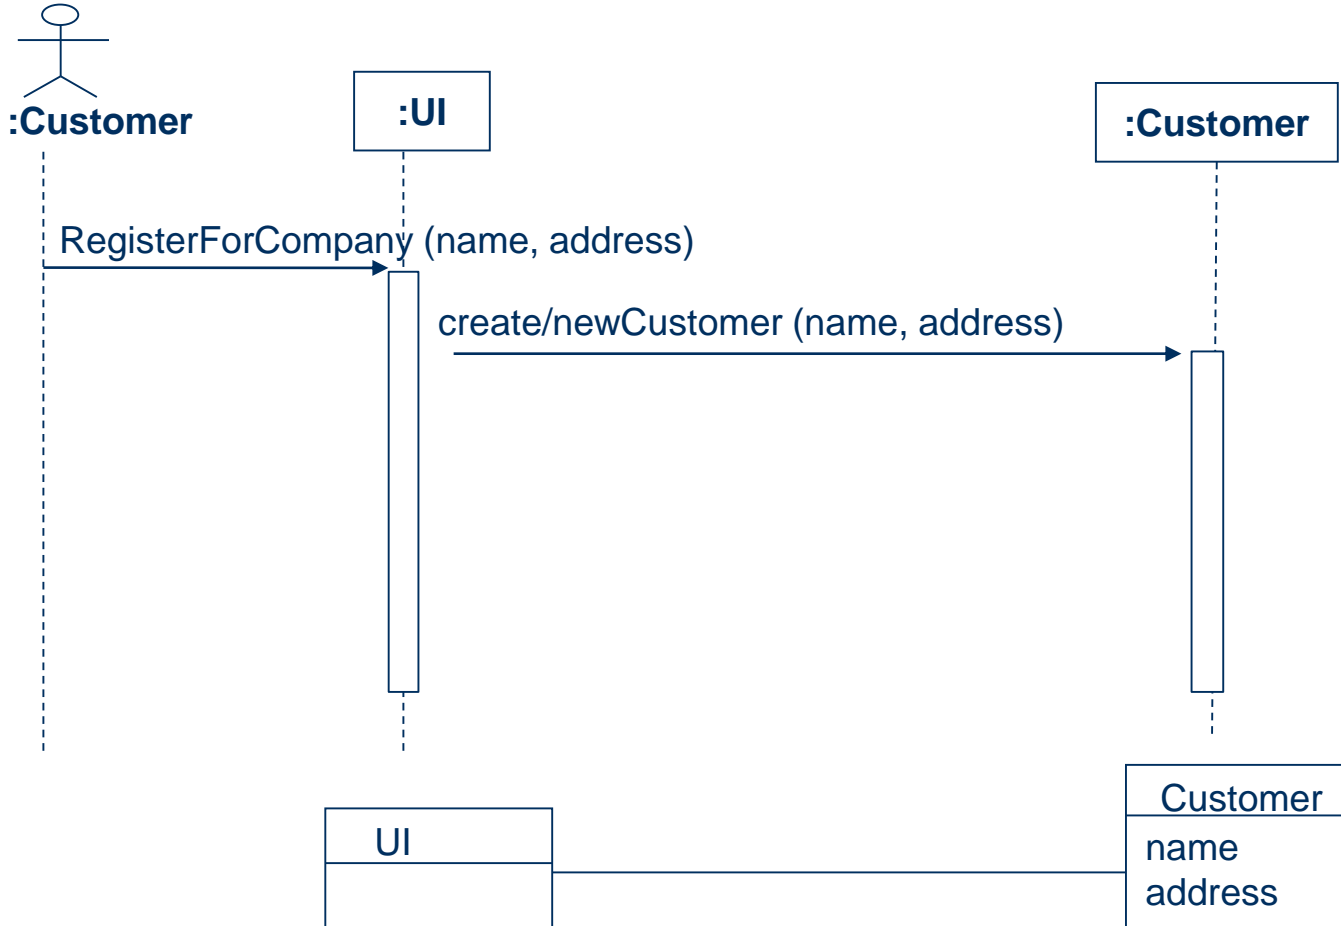 :Customer
:UI
:Customer
RegisterForCompany (name, address)
create/newCustomer (name, address)
UI
Customer
name
address